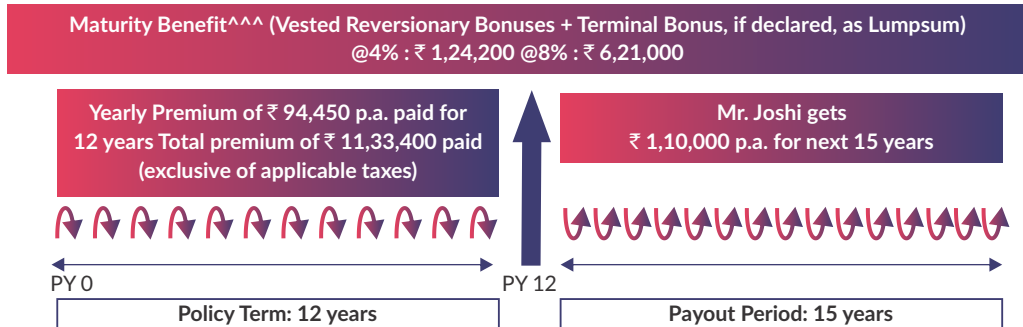 Maturity Benefit^^^ (Vested Reversionary Bonuses + Terminal Bonus, if declared, as Lumpsum)
@4% : ₹ 1,24,200 @8% : ₹ 6,21,000
Yearly Premium of ₹ 94,450 p.a. paid for
12 years Total premium of ₹ 11,33,400 paid
(exclusive of applicable taxes)
Mr. Joshi gets
₹ 1,10,000 p.a. for next 15 years
PY 0
PY 12
Policy Term: 12 years
Payout Period: 15 years